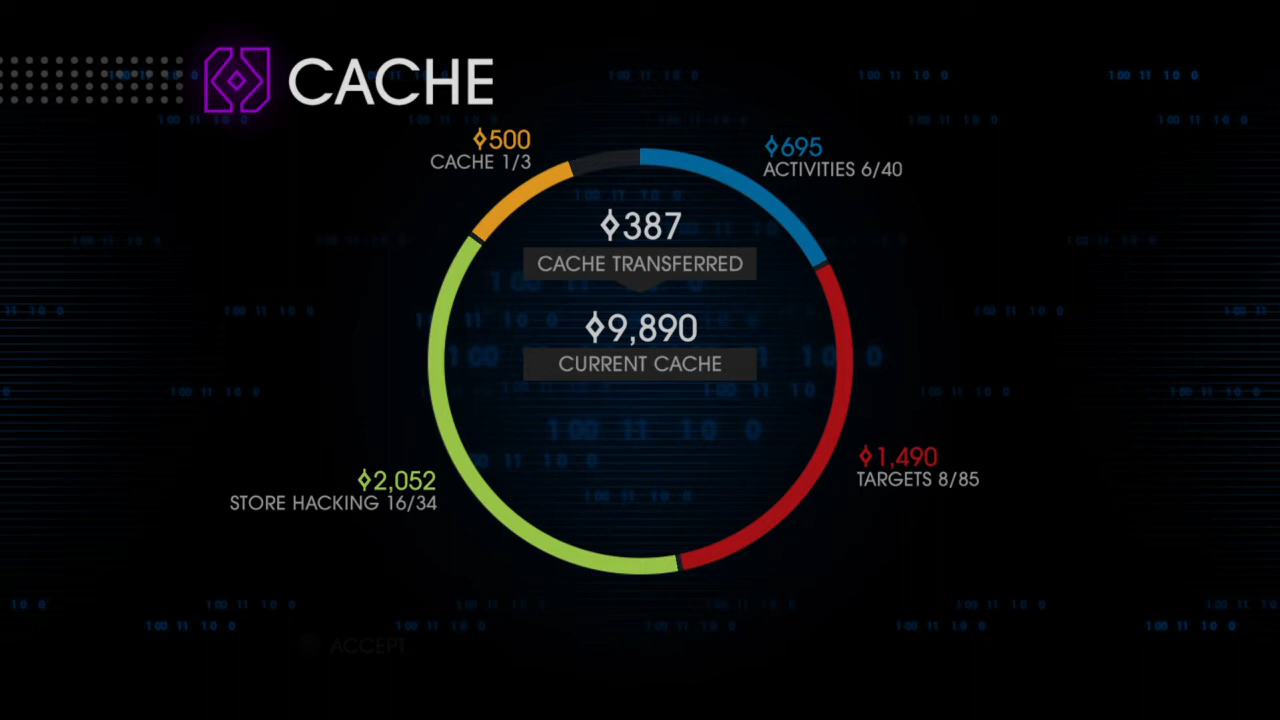 CACHE
500
CACHE 1/3
695
ACTIVITIES 6/40
387
CACHE TRANSFERRED
9,890
CURRENT CACHE
1,490
TARGETS 8/85
2,052
STORE HACKING 16/34
ACCEPT